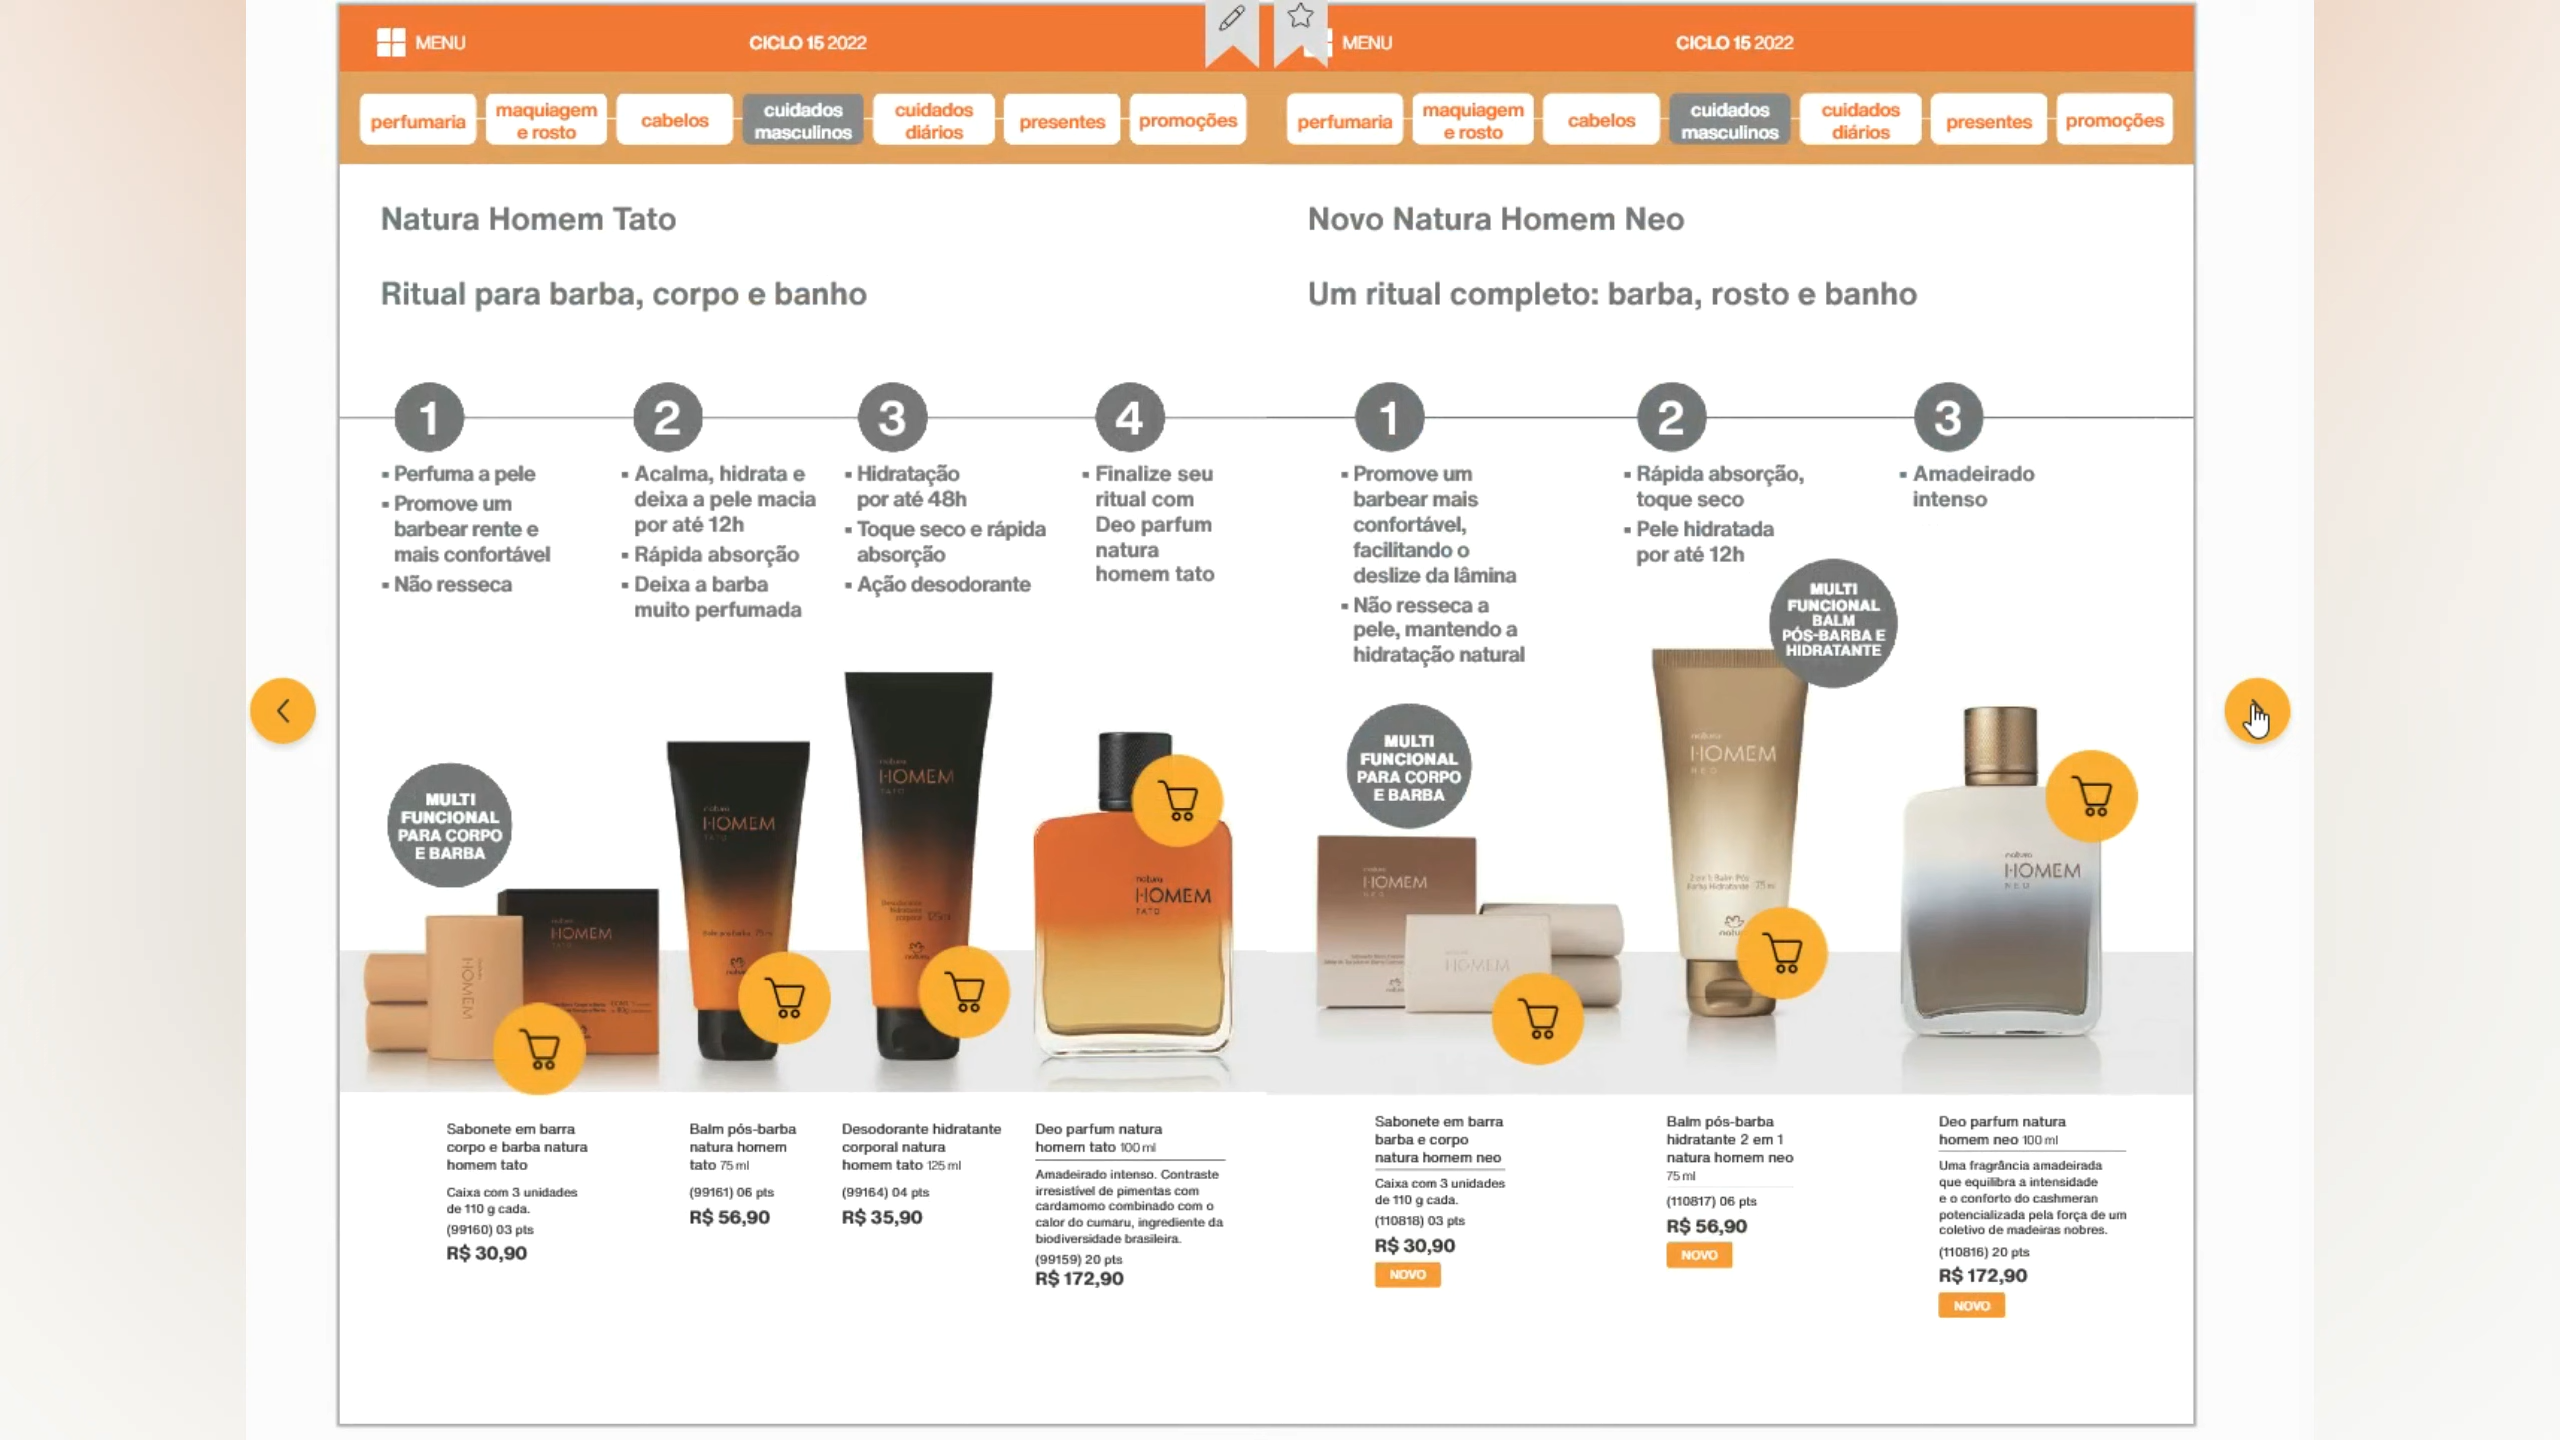 MENU
CICLO 15 2022
perfumaria
maquiagem
e rosto
cabelos
cuidados
masculinos
cuidados
diários
presentes
promoções
Natura Homem Tato
Ritual para barba, corpo e banho
1
▪ Perfuma a pele
▪ Promove um
barbear rente e
mais confortável
▪ Não resseca
2
▪ Acalma, hidrata e
deixa a pele macia
por até 12h
▪ Rápida absorção
▪ Deixa a barba
muito perfumada
3
▪ Hidratação
por até 48h
▪ Toque seco e rápida
absorção
▪ Ação desodorante
4
▪ Finalize seu
ritual com
Deo parfum
natura
homem tato
MULTI
FUNCIONAL
PARA CORPO
E BARBA
HOMEM
natura
HOMEM
natura
HOMEM
TATO
natura
HOMEM
TATO
natura
HOMEM
TATO
Sabonete em barra
corpo e barba natura
homem tato
Caixa com 3 unidades
de 110 g cada.
(99160) 03 pts
R$ 30,90
Balm pós-barba
natura homem
tato 75 ml
(99161) 06 pts
R$ 56,90
Desodorante hidratante
corporal natura
homem tato 125 ml
(99164) 04 pts
R$ 35,90
Deo parfum natura
homem tato 100 ml
Amadeirado intenso. Contraste
irresistível de pimentas com
cardamomo combinado com o
calor do cumaru, ingrediente da
biodiversidade brasileira.
(99159) 20 pts
R$ 172,90
MENU
CICLO 15 2022
perfumaria
maquiagem
e rosto
cabelos
cuidados
masculinos
cuidados
diários
presentes
promoções
Novo Natura Homem Neo
Um ritual completo: barba, rosto e banho
1
▪ Promove um
barbear mais
confortável,
facilitando o
deslize da lâmina
▪ Não resseca a
pele, mantendo a
hidratação natural
2
▪ Rápida absorção,
toque seco
▪ Pele hidratada
por até 12h
3
▪ Amadeirado
intenso
MULTI
FUNCIONAL
PARA CORPO
E BARBA
MULTI
FUNCIONAL
BALM
PÓS-BARBA E
HIDRATANTE
natura
HOMEM
NEO
HOMEM
natura
HOMEM
NEO
natura
HOMEM
NEO
Sabonete em barra
barba e corpo
natura homem neo
Caixa com 3 unidades
de 110 g cada.
(110818) 03 pts
R$ 30,90
NOVO
Balm pós-barba
hidratante 2 em 1
natura homem neo
75 ml
(110817) 06 pts
R$ 56,90
NOVO
Deo parfum natura
homem neo 100 ml
Uma fragrância amadeirada
que equilibra a intensidade
e o conforto do cashmeran
potencializada pela força de um
coletivo de madeiras nobres.
(110816) 20 pts
R$ 172,90
NOVO